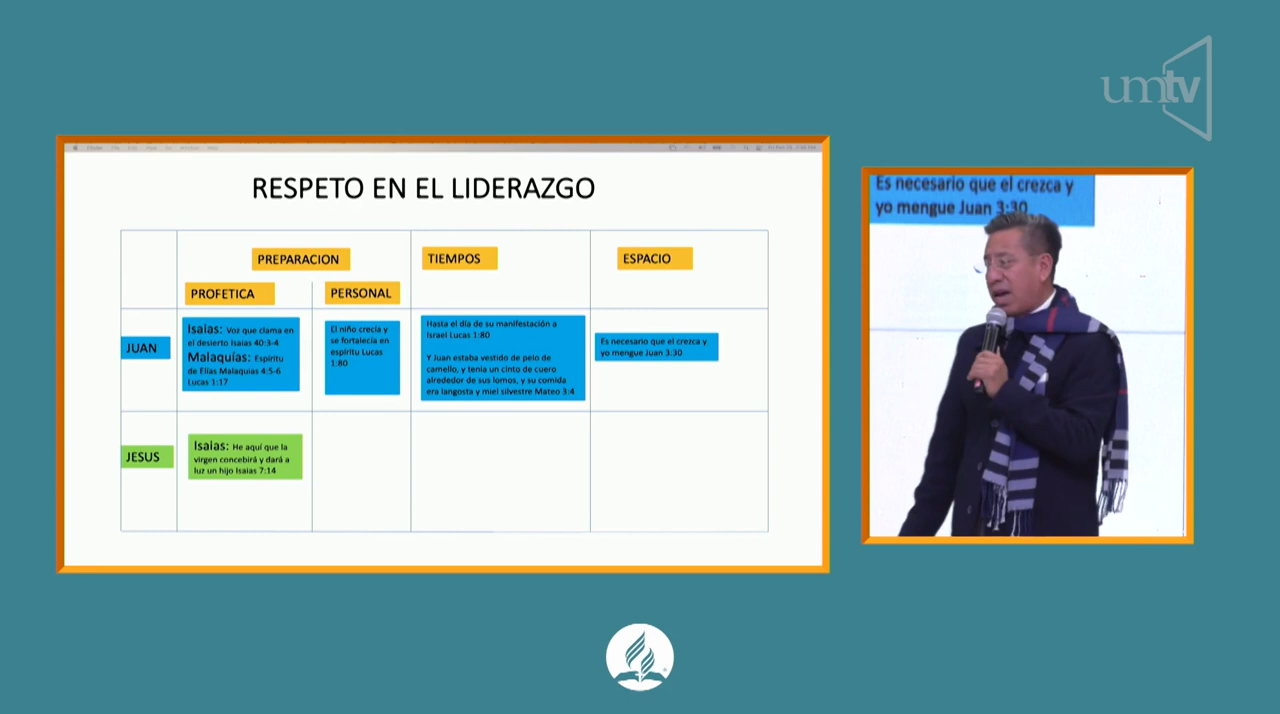 umtv
RESPETO EN EL LIDERAZGO
PREPARACION
TIEMPOS
ESPACIO
PROFETICA
PERSONAL
JUAN
Isaias: Voz que clama en
el desierto Isaias 40:3-4
Malaquías: Espíritu
de Elías Malaquias 4:5-6
Lucas 1:17
El niño crecía y
se fortalecía en
espíritu Lucas
1:80
Hasta el día de su manifestación a
Israel Lucas 1:80
Y Juan estaba vestido de pelo de
camello, y tenía un cinto de cuero
alrededor de sus lomos, y su comida
era langosta y miel silvestre Mateo 3:4
Es necesario que el crezca y
yo mengue Juan 3:30
JESUS
Isaias: He aquí que la
virgen concebirá y dará a
luz un hijo Isaias 7:14
Es necesario que el crezca y
yo mengue Juan 3:30